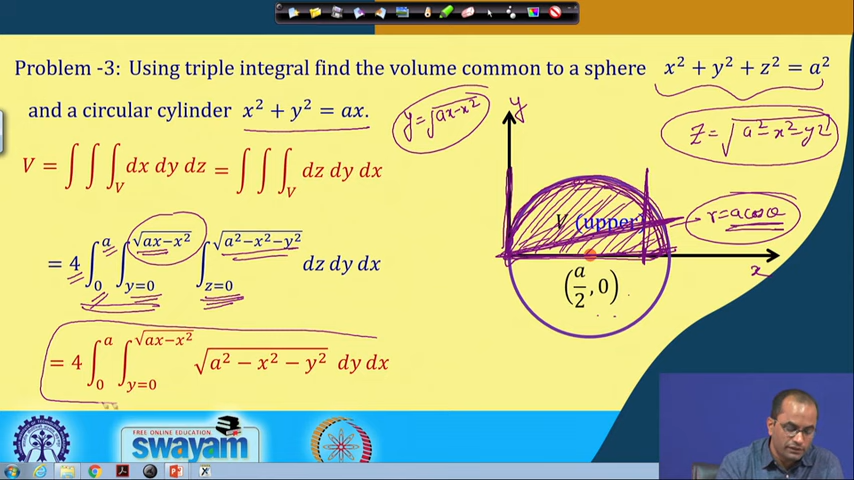 Problem -3: Using triple integral find the volume common to a sphere x² + y² + z² = a²
and a circular cylinder x² + y² = ax.
y = √(ax−x²)
y
z = √(a²−x²−y²)
V = ∫∫∫_V dx dy dz = ∫∫∫_V dz dy dx
V (upper)
r = a cosθ
= 4 ∫_0^a ∫_{y=0}^{√(ax−x²)} ∫_{z=0}^{√(a²−x²−y²)} dz dy dx
x
(a/2, 0)
= 4 ∫_0^a ∫_{y=0}^{√(ax−x²)} √(a² − x² − y²) dy dx
FREE ONLINE EDUCATION
swayam